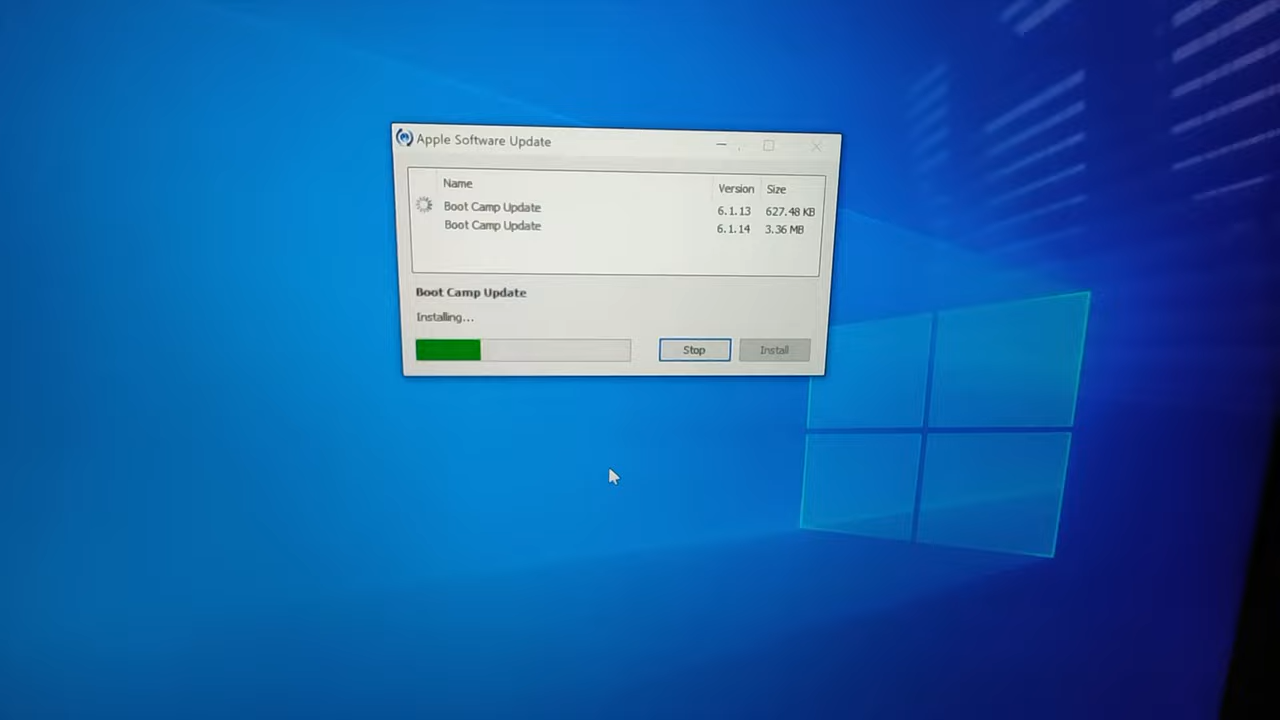 Apple Software Update
Name Version Size
Boot Camp Update 6.1.13 627.48 KB
Boot Camp Update 6.1.14 3.36 MB
Boot Camp Update
Installing...
Stop Install